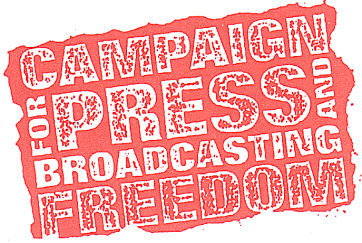 CAMPAIGN
FOR
PRESS
AND
BROADCASTING
FREEDOM